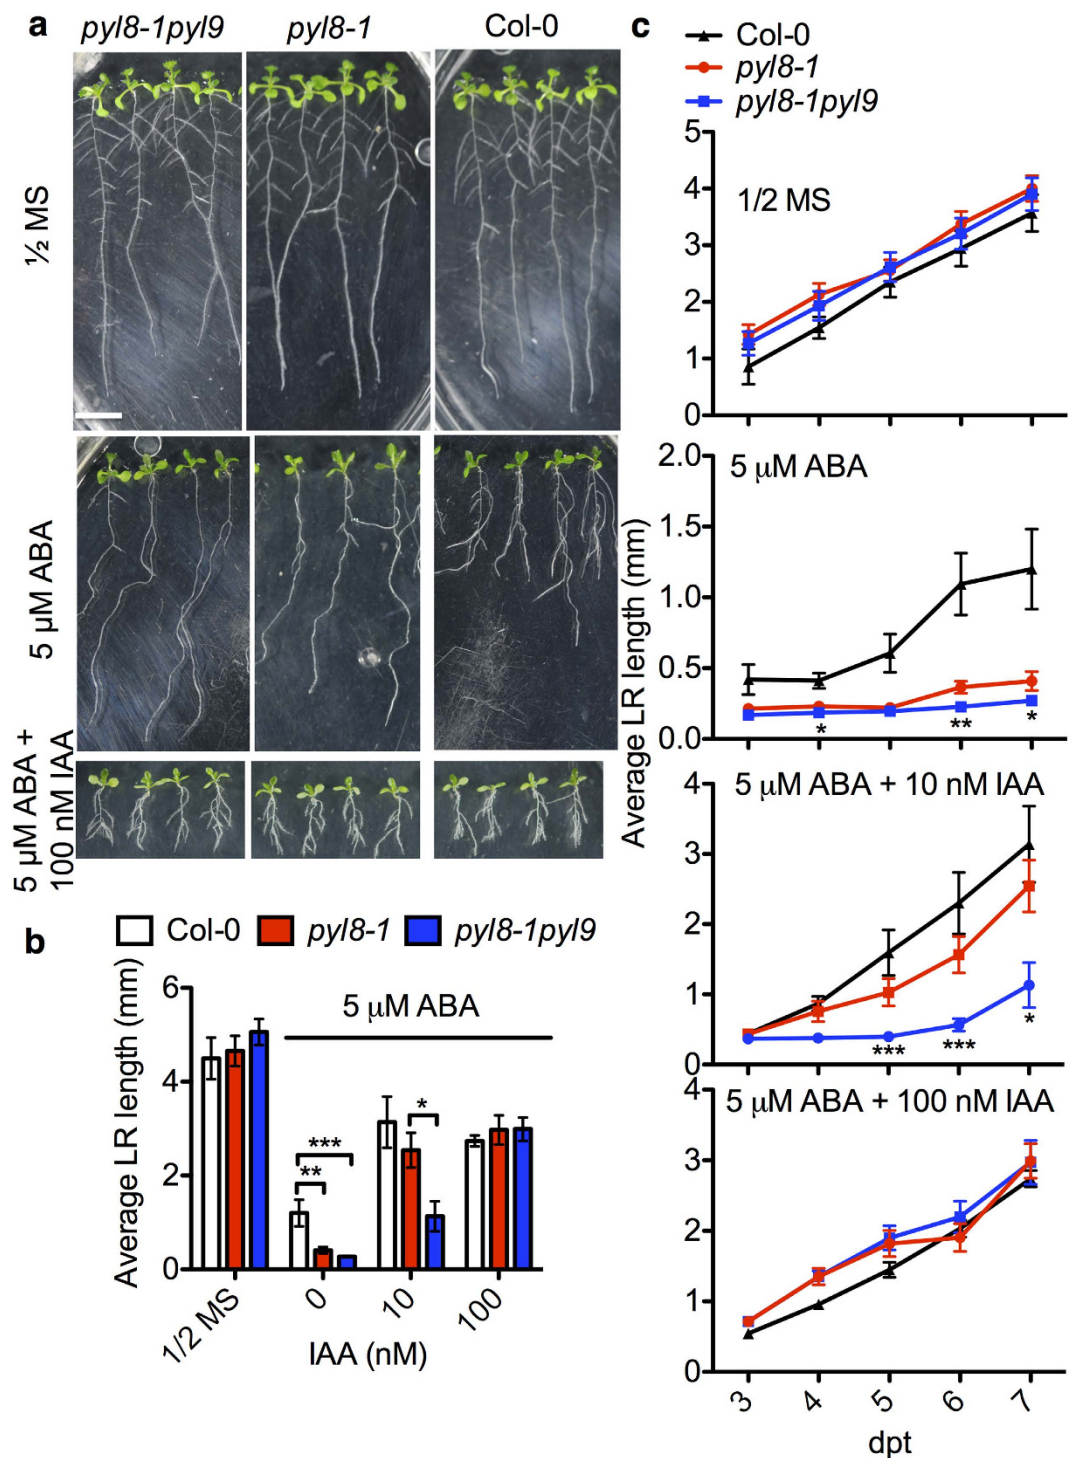 a
pyl8-1pyl9
pyl8-1
Col-0
½ MS
5 µM ABA
5 µM ABA +
100 nM IAA
b
Col-0
pyl8-1
pyl8-1pyl9
Average LR length (mm)
6
4
2
0
5 µM ABA
**
***
*
1/2 MS
0
10
100
IAA (nM)
c
Col-0
pyl8-1
pyl8-1pyl9
Average LR length (mm)
1/2 MS
5
4
3
2
1
0
5 µM ABA
2.0
1.5
1.0
0.5
0.0
*
**
*
5 µM ABA + 10 nM IAA
4
3
2
1
0
***
***
*
5 µM ABA + 100 nM IAA
4
3
2
1
0
3
4
5
6
7
dpt